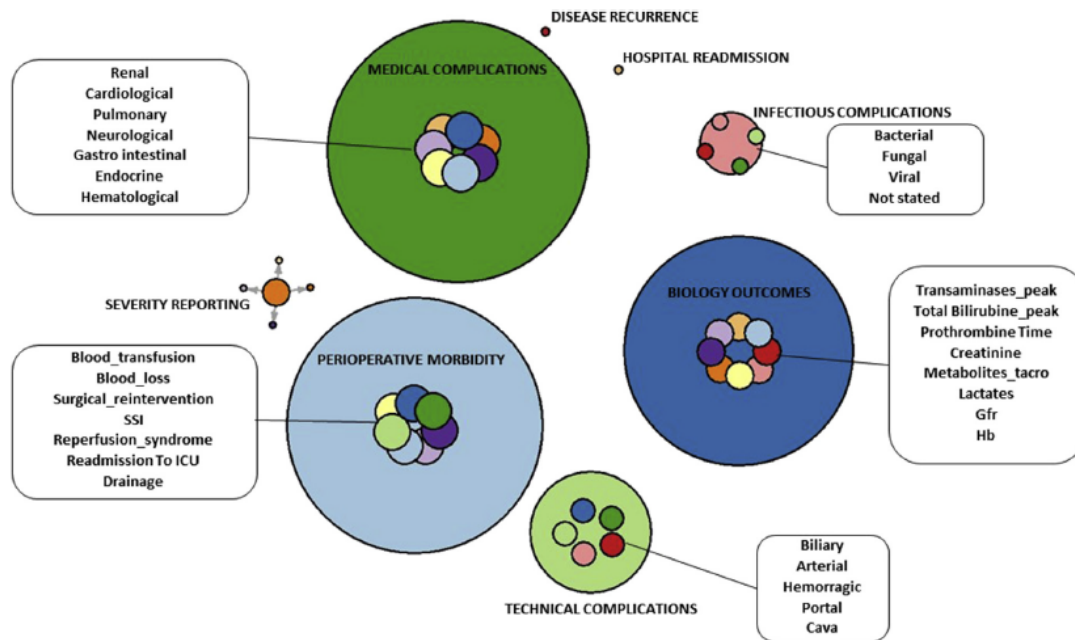 DISEASE RECURRENCE
HOSPITAL READMISSION
MEDICAL COMPLICATIONS
Renal
Cardiological
Pulmonary
Neurological
Gastro intestinal
Endocrine
Hematological
INFECTIOUS COMPLICATIONS
Bacterial
Fungal
Viral
Not stated
SEVERITY REPORTING
BIOLOGY OUTCOMES
Transaminases_peak
Total Bilirubine_peak
Prothrombine Time
Creatinine
Metabolites_tacro
Lactates
Gfr
Hb
PERIOPERATIVE MORBIDITY
Blood_transfusion
Blood_loss
Surgical_reintervention
SSI
Reperfusion_syndrome
Readmission To ICU
Drainage
TECHNICAL COMPLICATIONS
Biliary
Arterial
Hemorragic
Portal
Cava